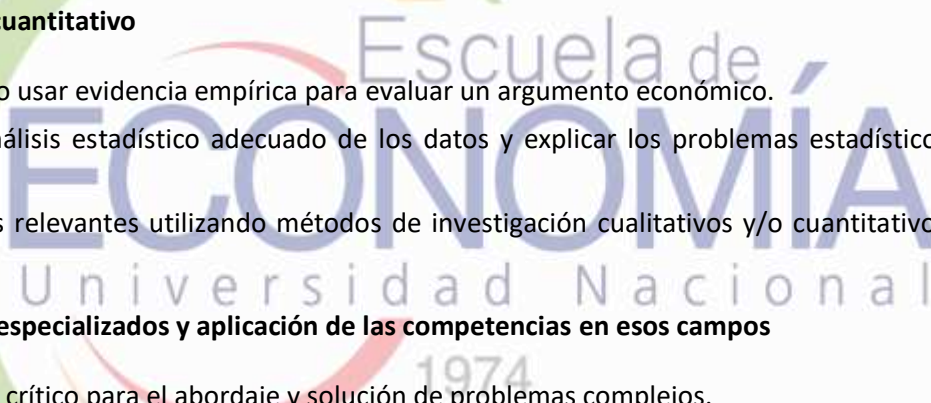 cuantitativo
Escuela de
o usar evidencia empírica para evaluar un argumento económico.
nálisis estadístico adecuado de los datos y explicar los problemas estadístico
ECONOMÍA
s relevantes utilizando métodos de investigación cualitativos y/o cuantitativo
Universidad Nacional
especializados y aplicación de las competencias en esos campos
1974
crítico para el abordaje y solución de problemas complejos.